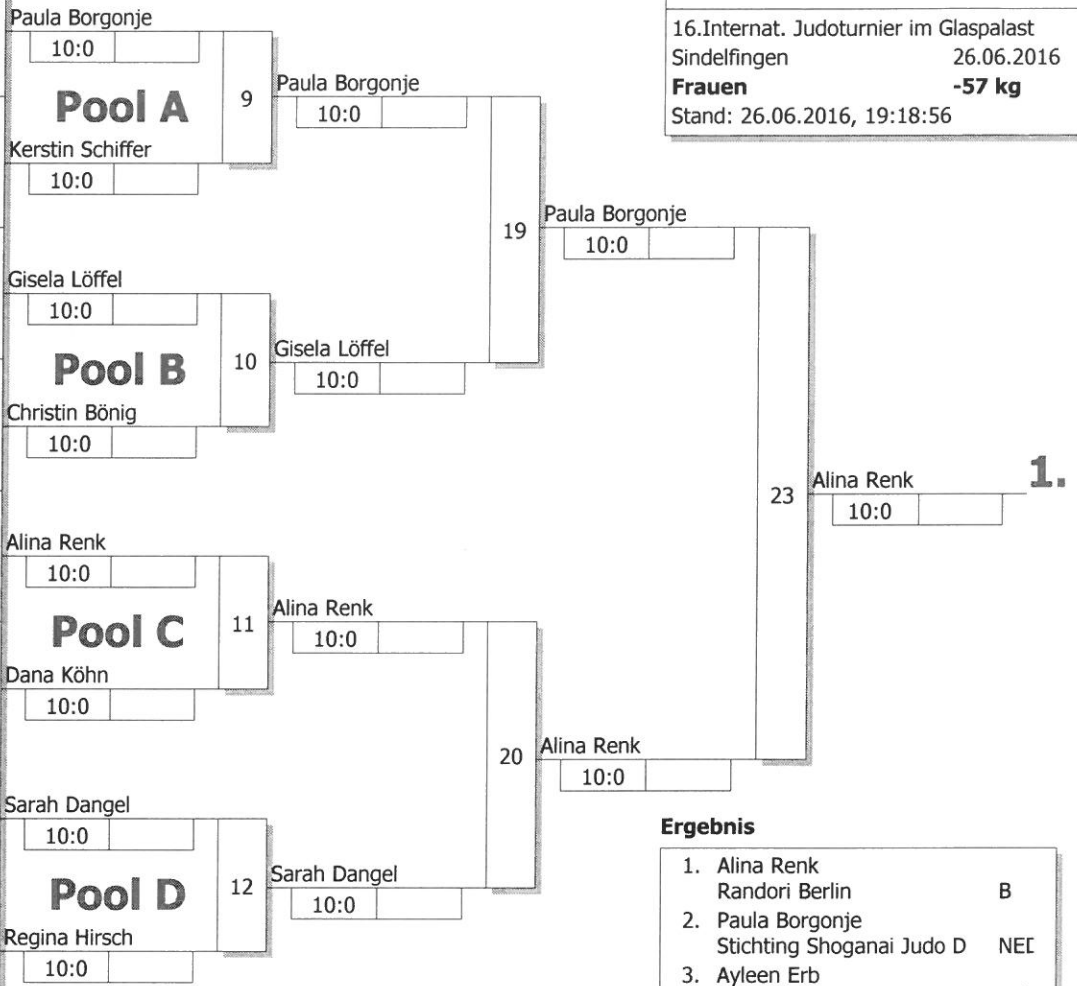 16.Internat. Judoturnier im Glaspalast
Sindelfingen 26.06.2016
Frauen -57 kg
Stand: 26.06.2016, 19:18:56
Paula Borgonje
10:0
Pool A
9
Kerstin Schiffer
10:0
Paula Borgonje
10:0
19
Gisela Löffel
10:0
Pool B
10
Christin Bönig
10:0
Gisela Löffel
10:0
Paula Borgonje
10:0
23
Alina Renk
10:0
1.
Alina Renk
10:0
Pool C
11
Dana Köhn
10:0
Alina Renk
10:0
20
Sarah Dangel
10:0
Pool D
12
Regina Hirsch
10:0
Sarah Dangel
10:0
Alina Renk
10:0
Ergebnis
1. Alina Renk
Randori Berlin B
2. Paula Borgonje
Stichting Shoganai Judo D NED
3. Ayleen Erb